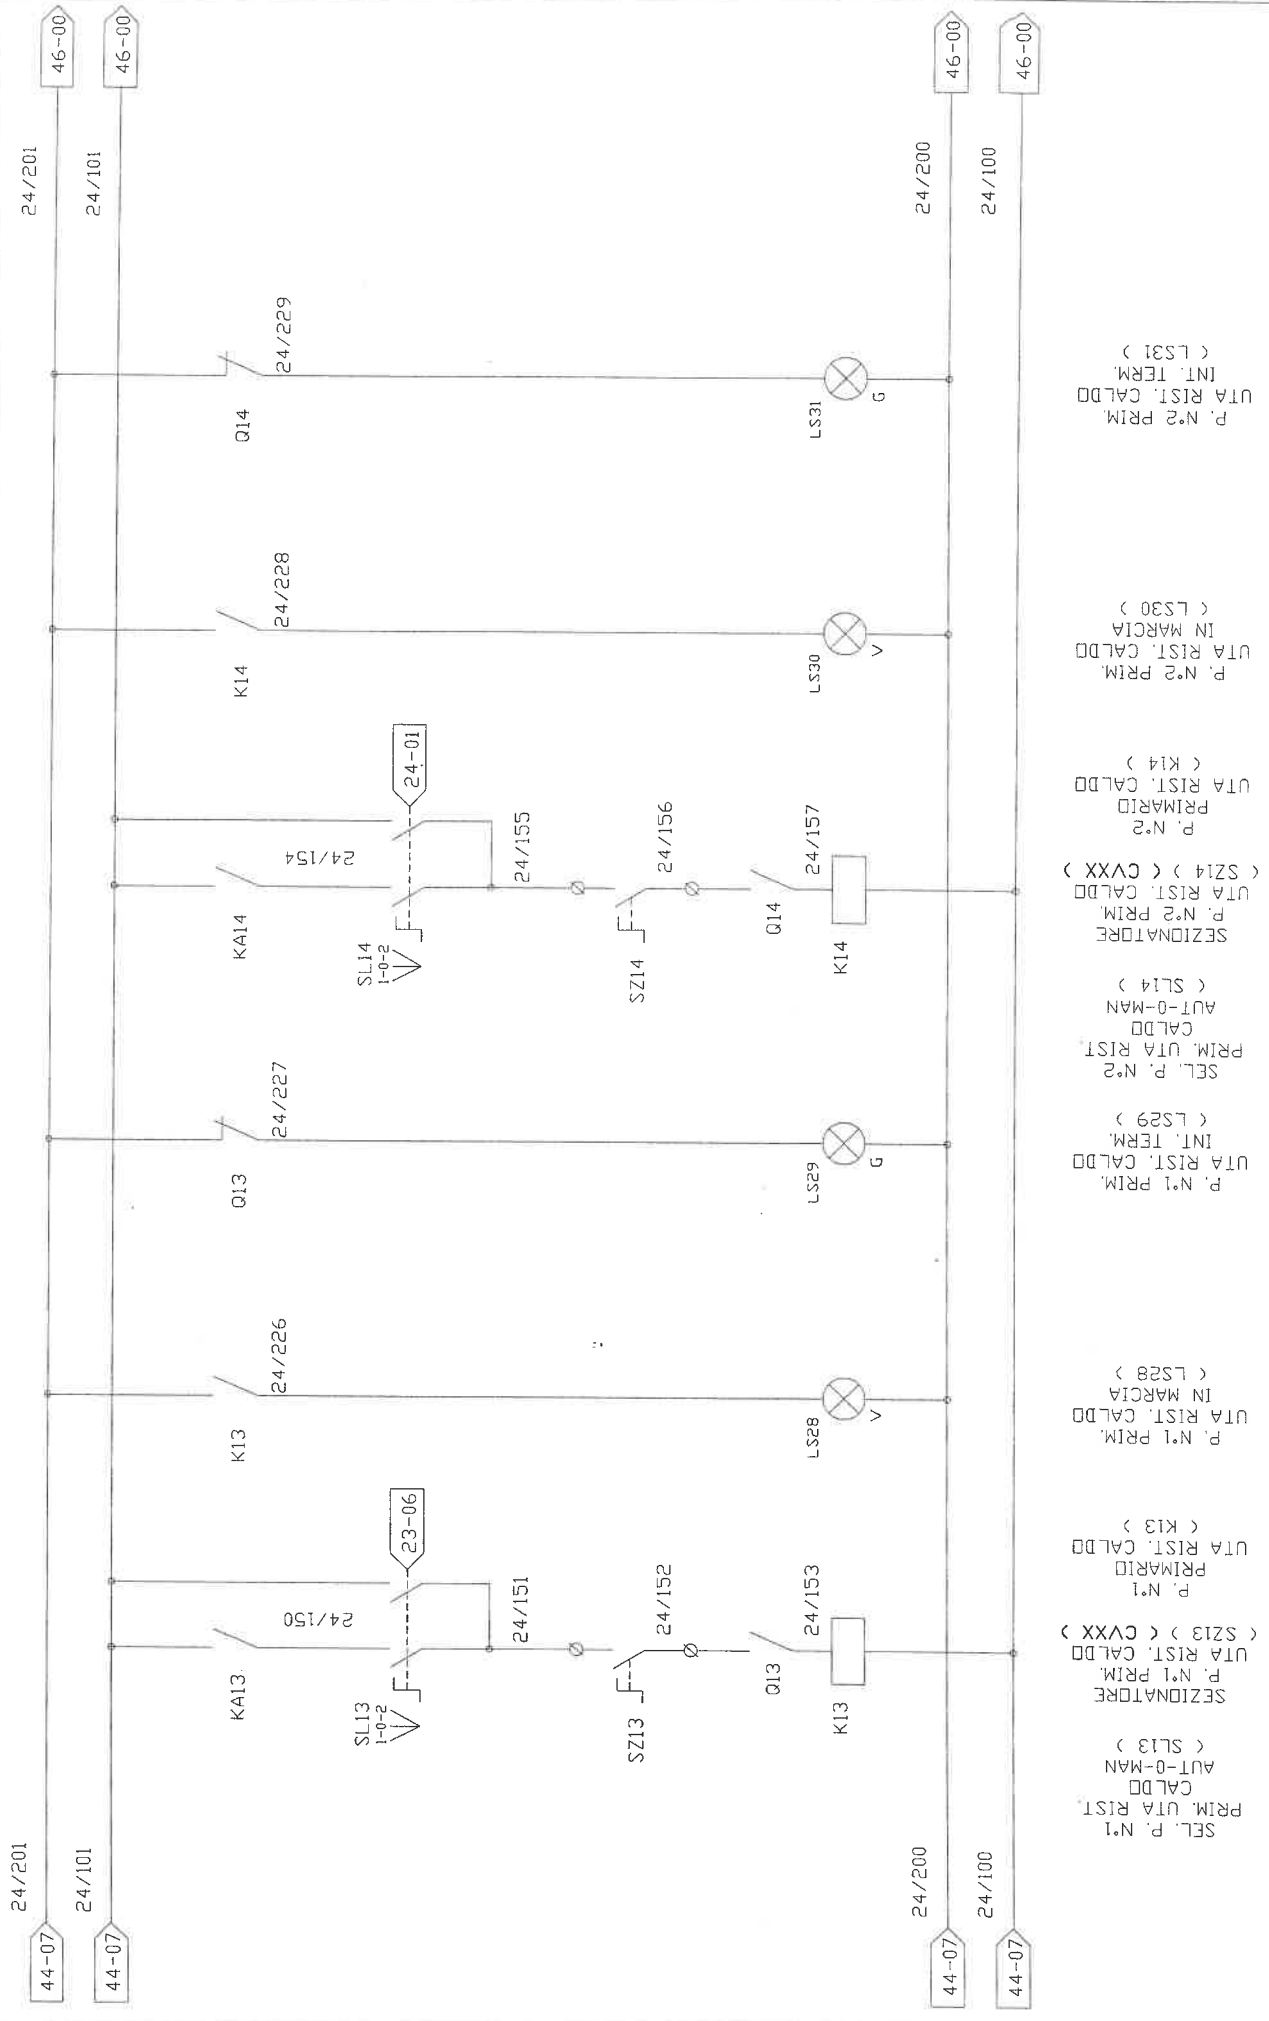 44-07
24/201
24/201
46-00
44-07
24/101
24/101
46-00
KA13
24/150
K13
24/226
Q13
24/227
KA14
24/154
K14
24/228
Q14
24/229
SL13
1-0-2
23-06
24/151
SL14
1-0-2
24-01
24/155
SZ13
24/152
SZ14
24/156
Q13
24/153
Q14
24/157
K13
LS28
V
LS29
G
K14
LS30
V
LS31
G
44-07
24/200
24/200
46-00
44-07
24/100
24/100
46-00
SEL. P. N°1
PRIM. UTA RIST.
CALDO
AUT-0-MAN
( SL13 )
SEZIONATORE
P. N°1 PRIM.
UTA RIST. CALDO
( SZ13 ) ( CVXX )
P. N°1
PRIMARIO
UTA RIST. CALDO
( K13 )
P. N°1 PRIM.
UTA RIST. CALDO
IN MARCIA
( LS28 )
P. N°1 PRIM.
UTA RIST. CALDO
INT. TERM.
( LS29 )
SEL. P. N°2
PRIM. UTA RIST
CALDO
AUT-0-MAN
( SL14 )
SEZIONATORE
P. N°2 PRIM.
UTA RIST. CALDO
( SZ14 ) ( CVXX )
P. N°2
PRIMARIO
UTA RIST. CALDO
( K14 )
P. N°2 PRIM.
UTA RIST. CALDO
IN MARCIA
( LS30 )
P. N°2 PRIM.
UTA RIST. CALDO
INT. TERM.
( LS31 )